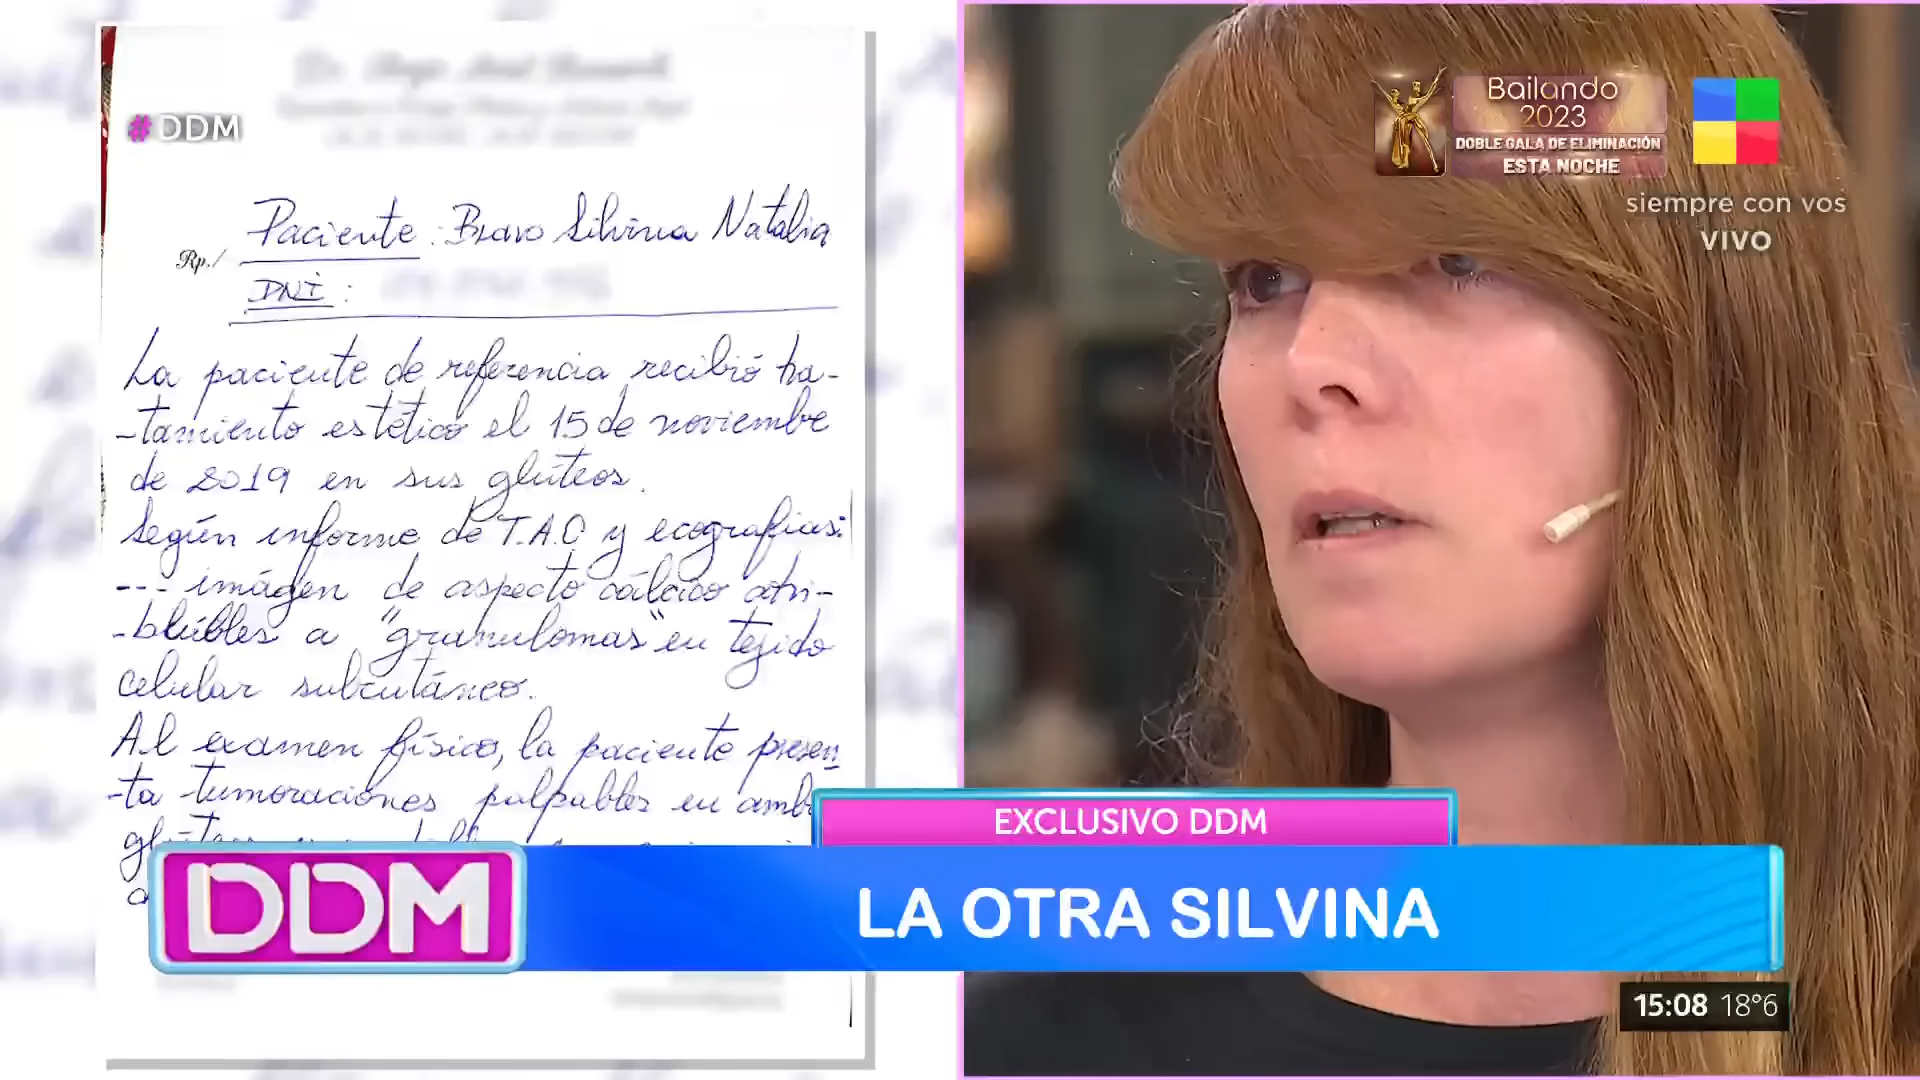 #DDM
Paciente: Bravo Silvina Natalia
Rp./
DNI:
La paciente de referencia recibió tra-
-tamiento estético el 15 de noviembre
de 2019 en sus glúteos.
Según informe de T.A.C y ecografias:
--- imágen de aspecto cálcico atri-
-buíbles a "granulomas" en tejido
celular subcutáneo.
Al examen físico, la paciente presen
-ta tumoraciones palpables en amb
Bailando
2023
DOBLE GALA DE ELIMINACIÓN
ESTA NOCHE
siempre con vos
VIVO
EXCLUSIVO DDM
DDM
LA OTRA SILVINA
15:08 18°6